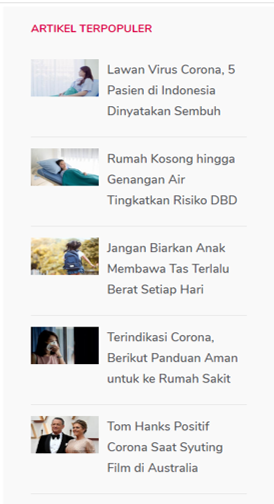 ARTIKEL TERPOPULER
Lawan Virus Corona, 5
Pasien di Indonesia
Dinyatakan Sembuh
Rumah Kosong hingga
Genangan Air
Tingkatkan Risiko DBD
Jangan Biarkan Anak
Membawa Tas Terlalu
Berat Setiap Hari
Terindikasi Corona,
Berikut Panduan Aman
untuk ke Rumah Sakit
Tom Hanks Positif
Corona Saat Syuting
Film di Australia